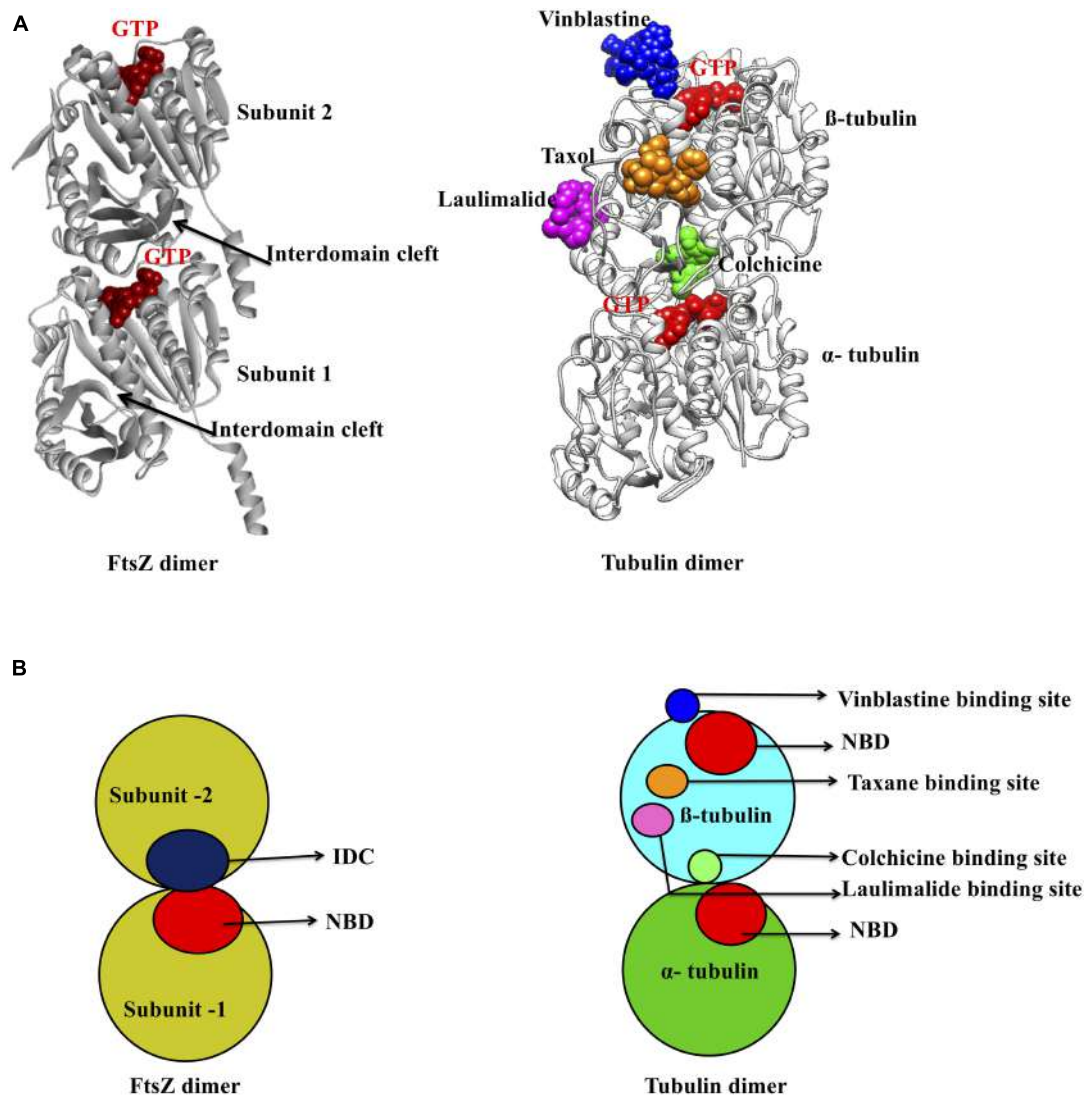 A
GTP
Subunit 2
Interdomain cleft
GTP
Subunit 1
Interdomain cleft
FtsZ dimer
Vinblastine
GTP
ß-tubulin
Taxol
Laulimalide
Colchicine
GTP
α- tubulin
Tubulin dimer
B
Subunit -2
IDC
NBD
Subunit -1
FtsZ dimer
Vinblastine binding site
NBD
Taxane binding site
ß-tubulin
Colchicine binding site
Laulimalide binding site
NBD
α- tubulin
Tubulin dimer